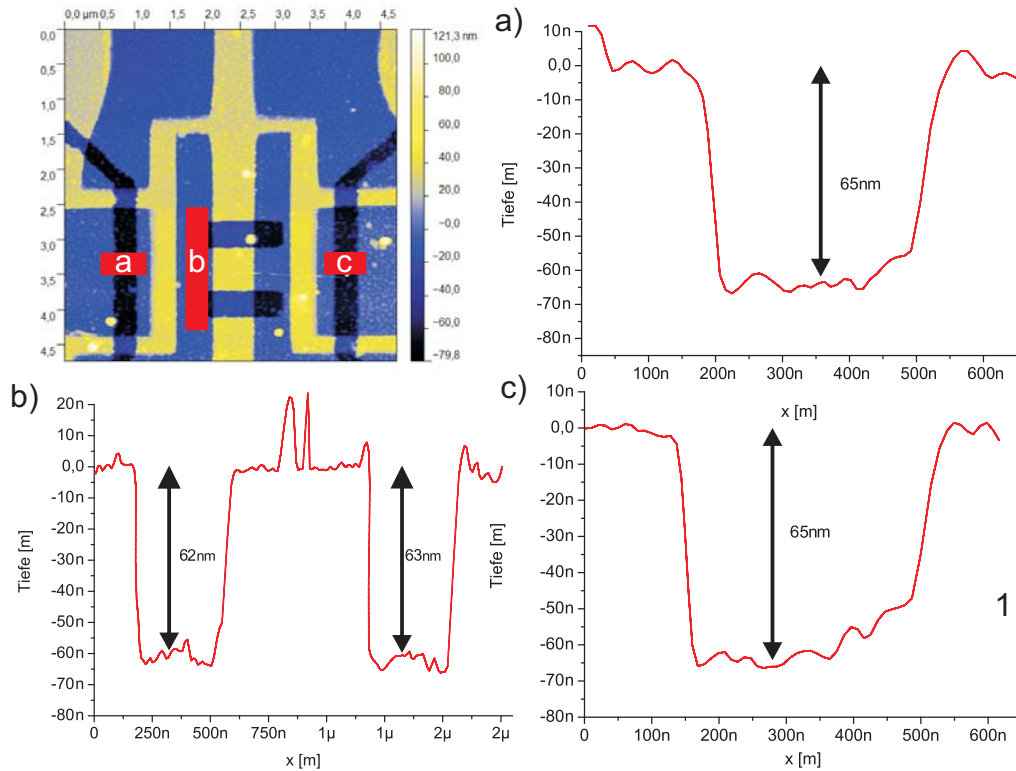 0,0 µm 1,0 2,0 3,0 4,5
0,5 1,5 2,5 3,5
0,0
0,5
1,0
1,5
2,0
2,5
3,0
3,5
4,0
4,5
121,3 nm
100,0
80,0
60,0
40,0
20,0
−0,0
−20,0
−40,0
−60,0
−79,8
a
b
c
a)
10n
0,0
-10n
-20n
-30n
-40n
-50n
-60n
-70n
-80n
Tiefe [m]
65nm
0 100n 200n 300n 400n 500n 600n
x [m]
b)
20n
10n
0,0
-10n
-20n
-30n
-40n
-50n
-60n
-70n
-80n
Tiefe [m]
62nm
63nm
0 250n 500n 750n 1µ 1µ 2µ 2µ
x [m]
c)
10n
0,0
-10n
-20n
-30n
-40n
-50n
-60n
-70n
-80n
Tiefe [m]
65nm
1
0 100n 200n 300n 400n 500n 600n
x [m]